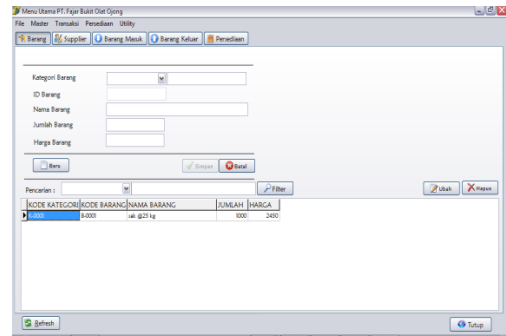 Menu Utama PT. Fajar Bukit Olat Ojong
File Master Transaksi Persediaan Utility
Barang Supplier Barang Masuk Barang Keluar Persediaan
Kategori Barang
ID Barang
Nama Barang
Jumlah Barang
Harga Barang
Baru Simpan Batal
Pencarian : Filter Ubah Hapus
KODE KATEGORI KODE BARANG NAMA BARANG JUMLAH HARGA
K-0001 B-0001 sak @25 kg 1000 2450
Refresh Tutup